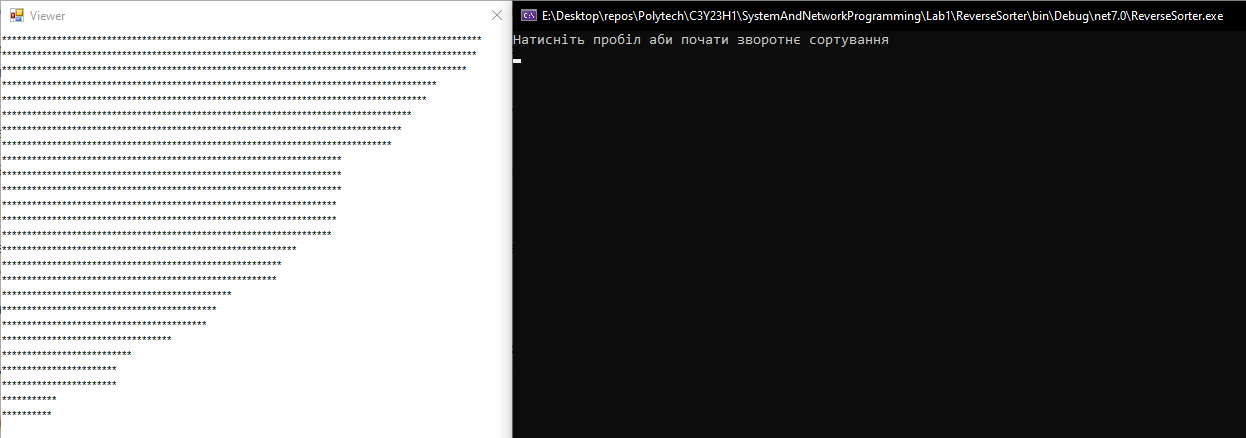 Viewer
E:\Desktop\repos\Polytech\C3Y23H1\SystemAndNetworkProgramming\Lab1\ReverseSorter\bin\Debug\net7.0\ReverseSorter.exe
Натисніть пробіл аби почати зворотнє сортування